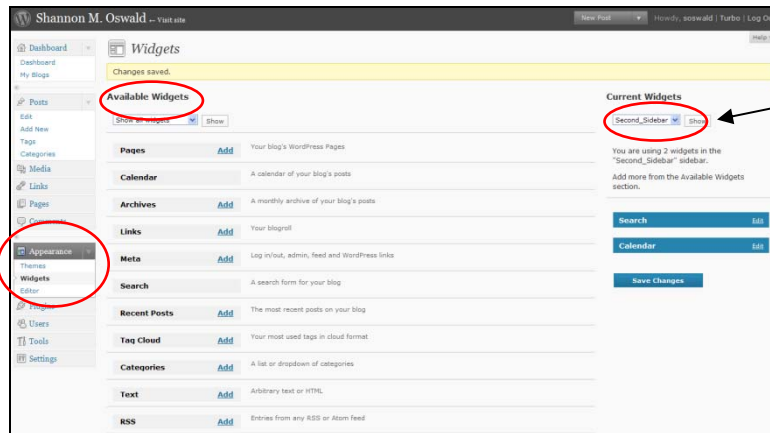 Shannon M. Oswald ← Visit site
New Post
Howdy, soswald | Turbo | Log
Help
Dashboard
Dashboard
My Blogs
Posts
Edit
Add New
Tags
Categories
Media
Links
Pages
Comments
Appearance
Themes
Widgets
Editor
Plugins
Users
Tools
Settings
Widgets
Changes saved.
Available Widgets
Show all widgets Show
Pages Add Your blog's WordPress Pages
Calendar A calendar of your blog's posts
Archives Add A monthly archive of your blog's posts
Links Add Your blogroll
Meta Add Log in/out, admin, feed and WordPress links
Search A search form for your blog
Recent Posts Add The most recent posts on your blog
Tag Cloud Add Your most used tags in cloud format
Categories Add A list or dropdown of categories
Text Add Arbitrary text or HTML
RSS Add Entries from any RSS or Atom feed
Current Widgets
Second_Sidebar Show
You are using 2 widgets in the
"Second_Sidebar" sidebar.
Add more from the Available Widgets
section.
Search Edit
Calendar Edit
Save Changes